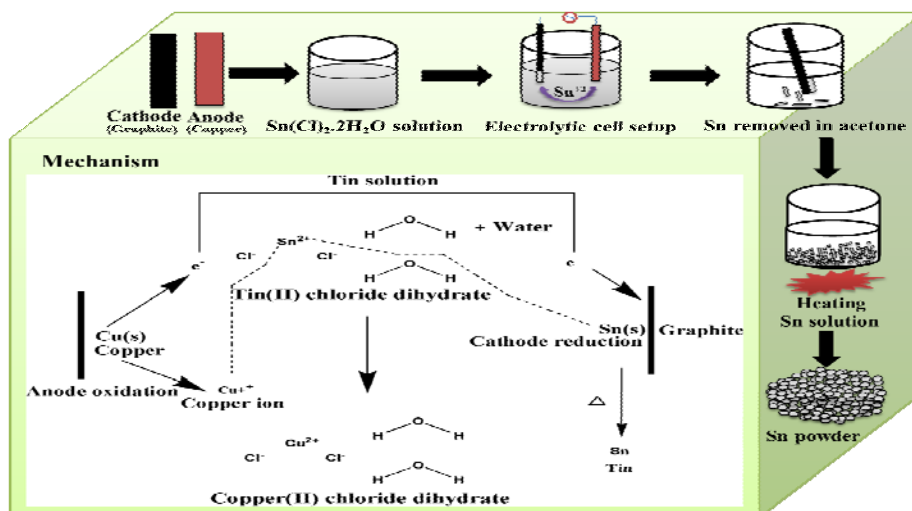 Cathode
(Graphite)
Anode
(Copper)
Sn(Cl)₂.2H₂O solution
Sn⁺²
Electrolytic cell setup
Sn removed in acetone
Mechanism
Tin solution
H O H
+ Water
Sn²⁺
Cl⁻ Cl⁻
e⁻
e
H O H
Tin(II) chloride dihydrate
Cu(s)
Copper
Sn(s)
Graphite
Cathode reduction
Anode oxidation
Cu⁺⁺
Copper ion
△
Cu²⁺
Cl⁻ Cl⁻
H O H
H O H
Copper(II) chloride dihydrate
Sn
Tin
Heating
Sn solution
Sn powder